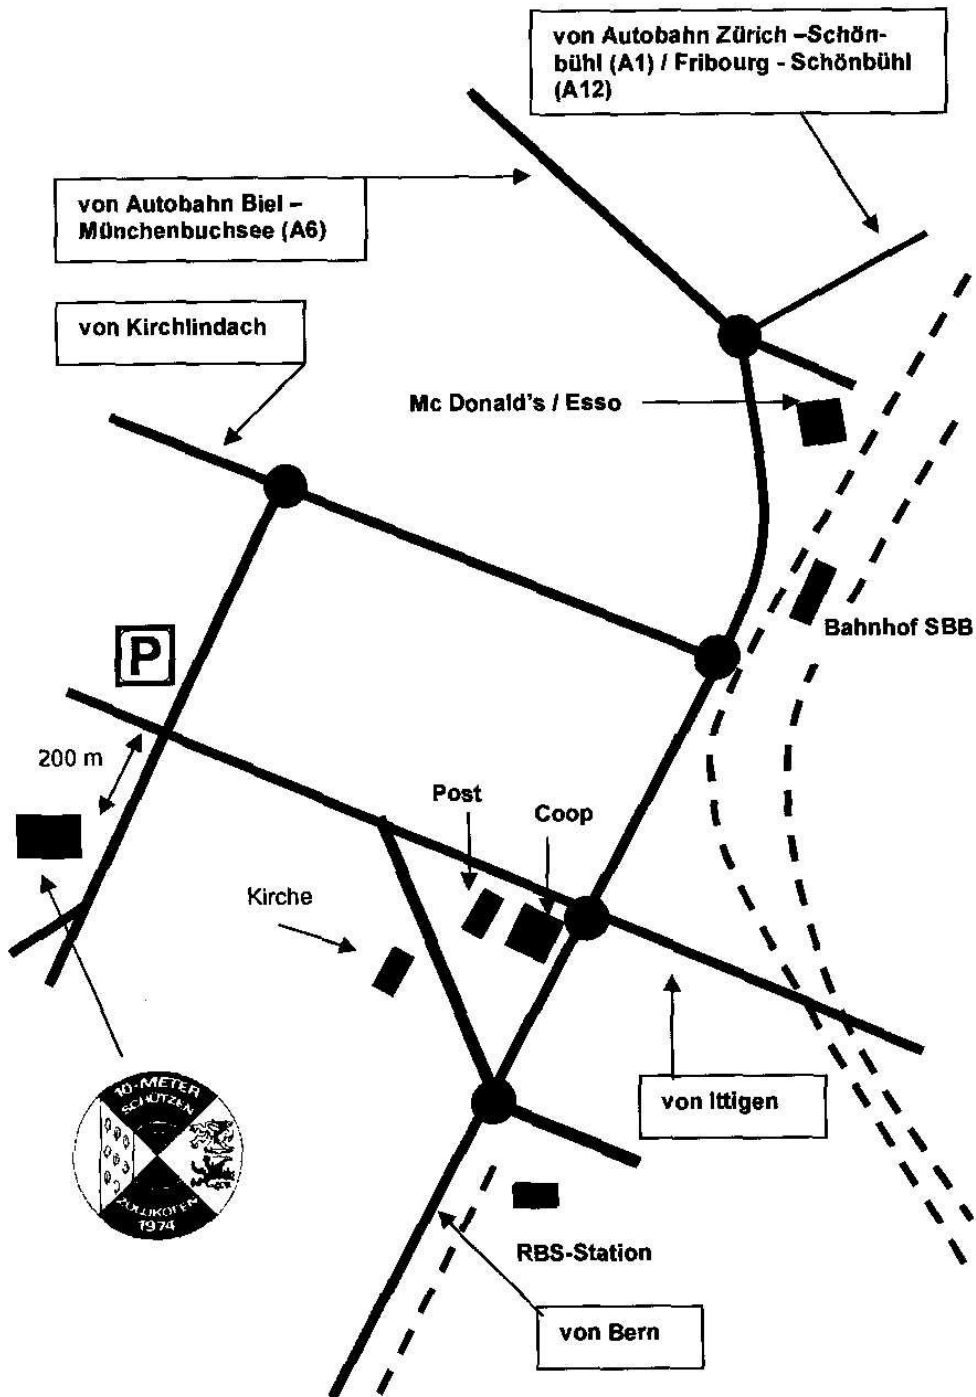 von Autobahn Zürich –Schön-
bühl (A1) / Fribourg - Schönbühl
(A12)
von Autobahn Biel –
Münchenbuchsee (A6)
von Kirchlindach
Mc Donald's / Esso
Bahnhof SBB
P
200 m
Post
Coop
Kirche
10-METER
SCHÜTZEN
ZOLLIKOFEN
1974
von Ittigen
RBS-Station
von Bern